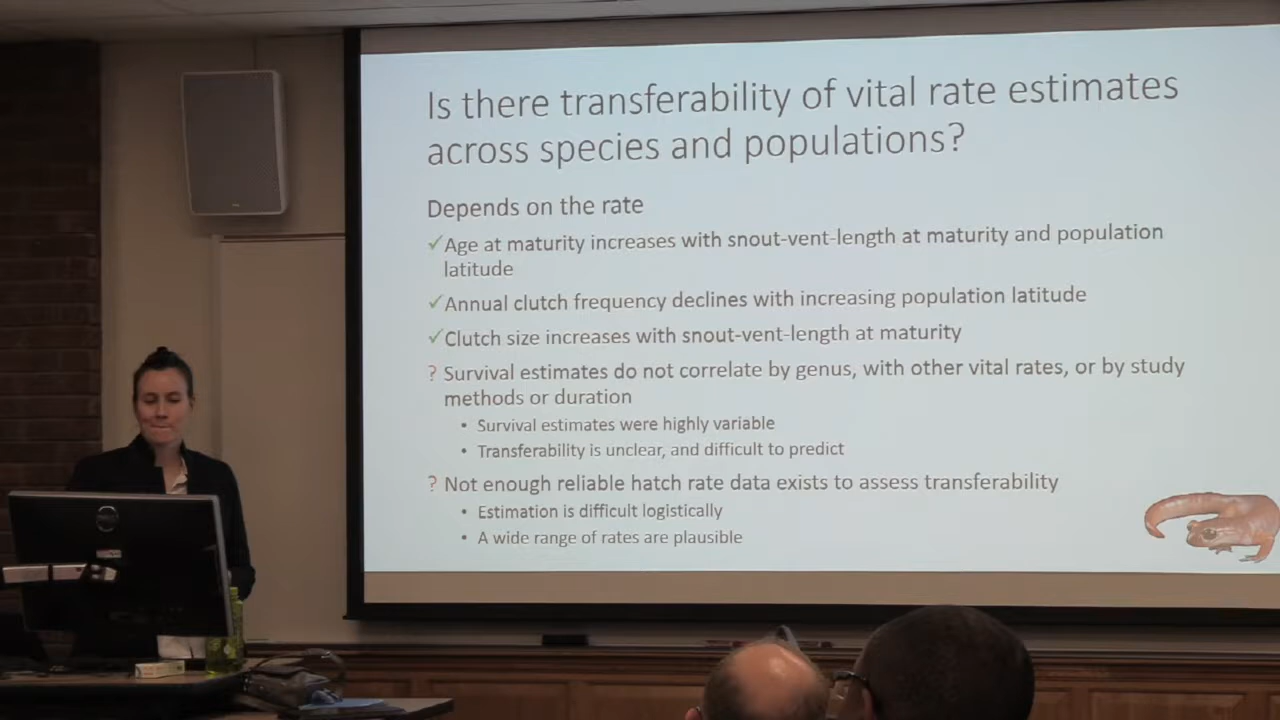 Is there transferability of vital rate estimates
across species and populations?
Depends on the rate
✓Age at maturity increases with snout-vent-length at maturity and population
latitude
✓Annual clutch frequency declines with increasing population latitude
✓Clutch size increases with snout-vent-length at maturity
? Survival estimates do not correlate by genus, with other vital rates, or by study
methods or duration
• Survival estimates were highly variable
• Transferability is unclear, and difficult to predict
? Not enough reliable hatch rate data exists to assess transferability
• Estimation is difficult logistically
• A wide range of rates are plausible